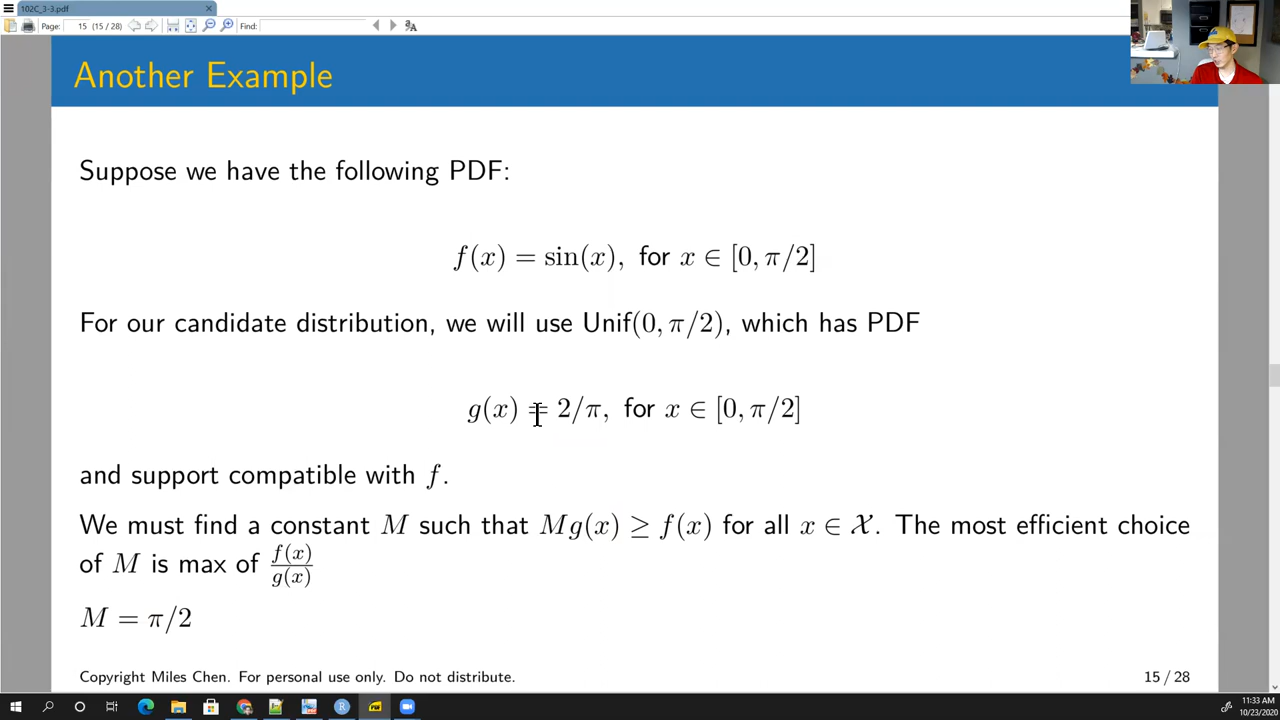 102C_3-3.pdf
Page: 15 (15 / 28) Find:
Another Example
Suppose we have the following PDF:
f(x) = sin(x), for x ∈ [0, π/2]
For our candidate distribution, we will use Unif(0, π/2), which has PDF
g(x) = 2/π, for x ∈ [0, π/2]
and support compatible with f.
We must find a constant M such that Mg(x) ≥ f(x) for all x ∈ 𝒳. The most efficient choice
of M is max of f(x)/g(x)
M = π/2
Copyright Miles Chen. For personal use only. Do not distribute. 15 / 28
11:33 AM
10/23/2020